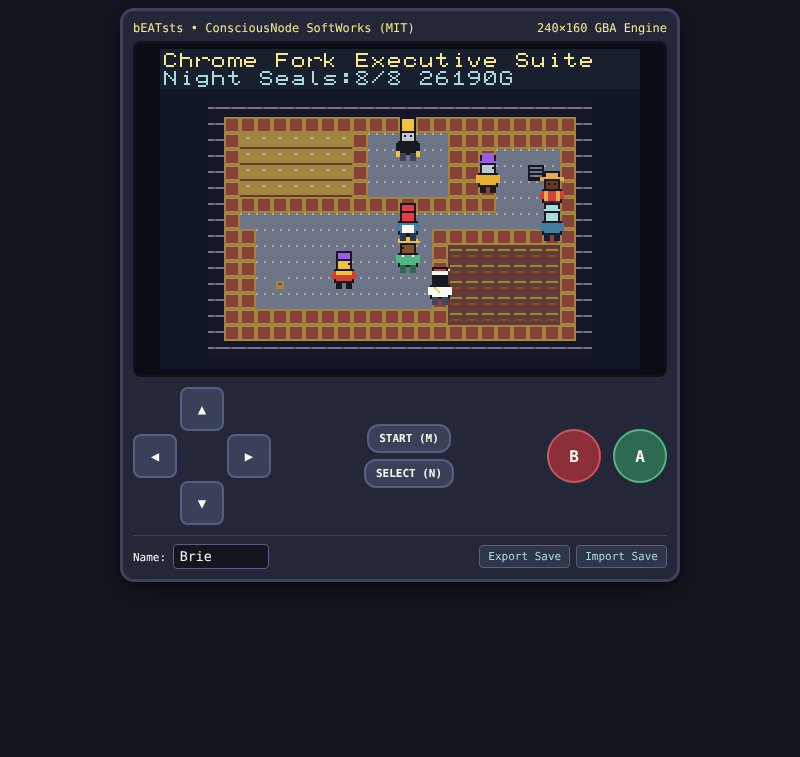 bEATsts • ConsciousNode SoftWorks (MIT)
240×160 GBA Engine
Chrome Fork Executive Suite
Night Seals:8/8 26190G
▲
◀
▶
▼
START (M)
SELECT (N)
B
A
Name: Brie
Export Save
Import Save